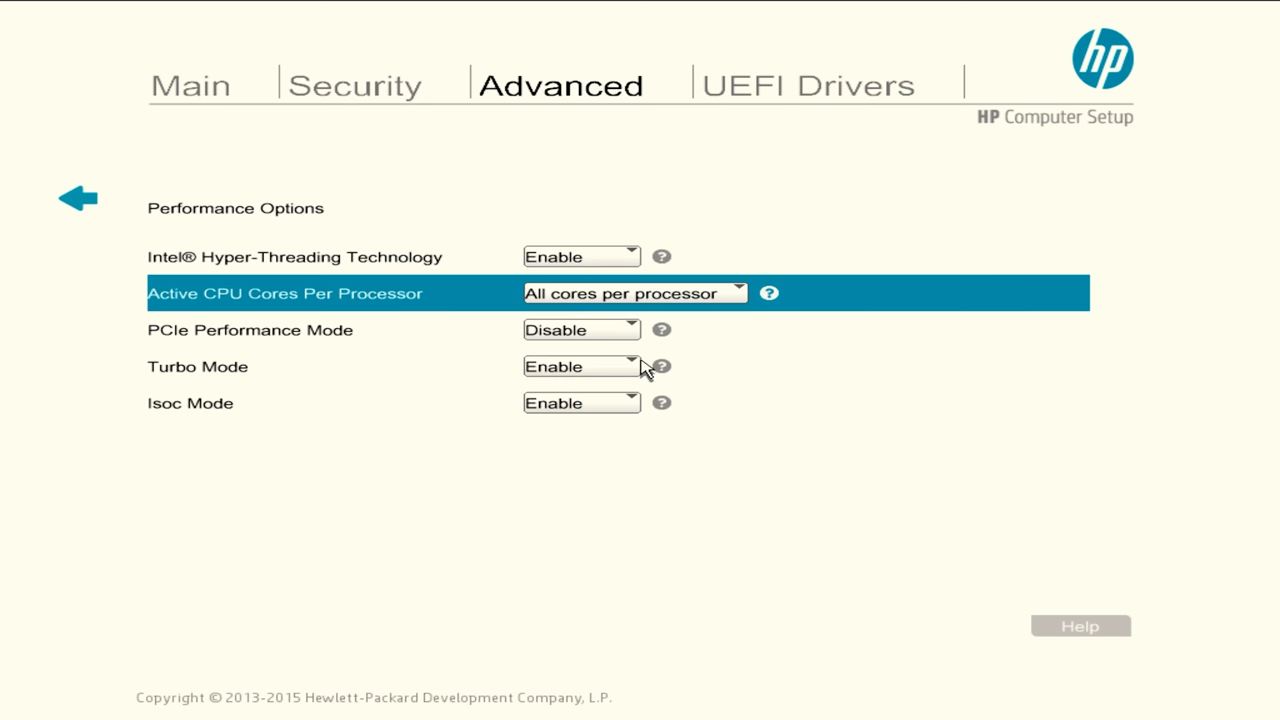 hp
Main Security Advanced UEFI Drivers
HP Computer Setup
Performance Options
Intel® Hyper-Threading Technology Enable ?
Active CPU Cores Per Processor All cores per processor ?
PCIe Performance Mode Disable ?
Turbo Mode Enable ?
Isoc Mode Enable ?
Help
Copyright © 2013-2015 Hewlett-Packard Development Company, L.P.